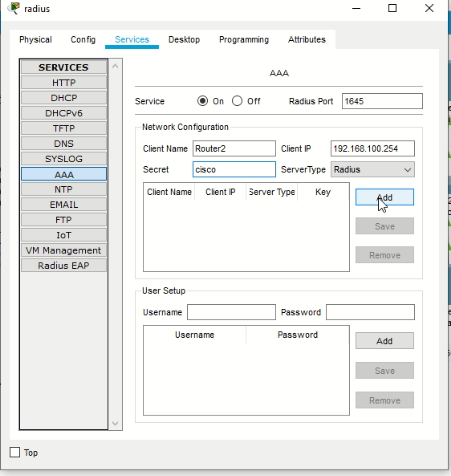 radius
Physical Config Services Desktop Programming Attributes
SERVICES
HTTP
DHCP
DHCPv6
TFTP
DNS
SYSLOG
AAA
NTP
EMAIL
FTP
IoT
VM Management
Radius EAP
AAA
Service On Off Radius Port 1645
Network Configuration
Client Name Router2 Client IP 192.168.100.254
Secret cisco ServerType Radius
Client Name Client IP Server Type Key
Add
Save
Remove
User Setup
Username Password
Username Password
Add
Save
Remove
Top